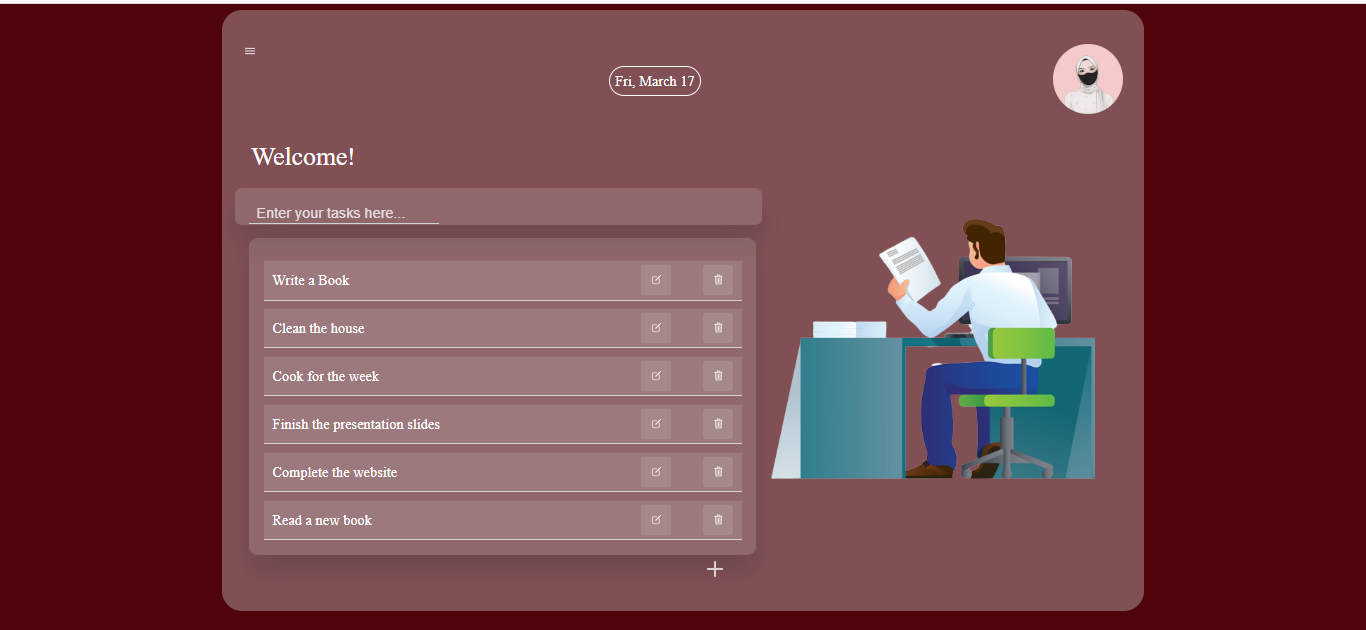 Fri, March 17
Welcome!
Enter your tasks here...
Write a Book
Clean the house
Cook for the week
Finish the presentation slides
Complete the website
Read a new book